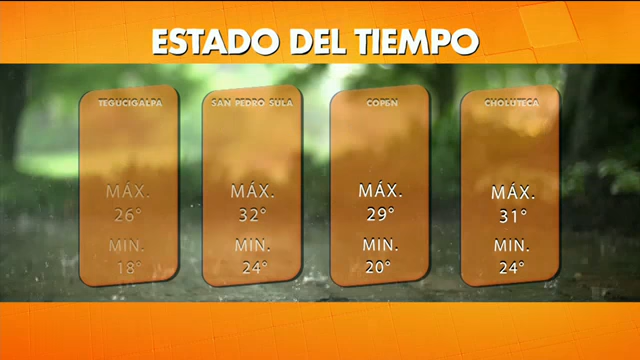 ESTADO DEL TIEMPO
TEGUCIGALPA
MÁX.
26°
MIN.
18°
SAN PEDRO SULA
MÁX.
32°
MIN.
24°
COPÉN
MÁX.
29°
MIN.
20°
CHOLUTECA
MÁX.
31°
MIN.
24°